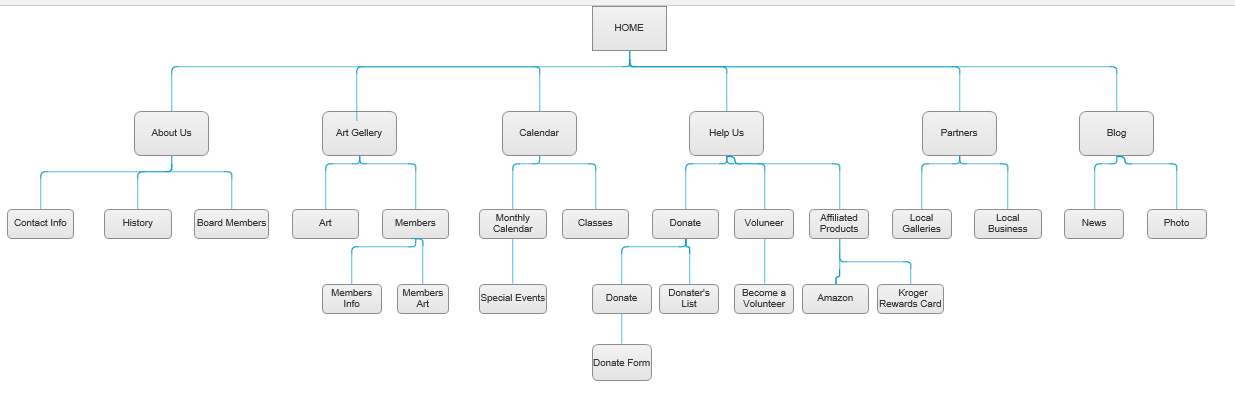 HOME
About Us
Art Gellery
Calendar
Help Us
Partners
Blog
Contact Info
History
Board Members
Art
Members
Monthly
Calendar
Classes
Donate
Voluneer
Affiliated
Products
Local
Galleries
Local
Business
News
Photo
Members
Info
Members
Art
Special Events
Donate
Donater's
List
Become a
Volunteer
Amazon
Kroger
Rewards Card
Donate Form